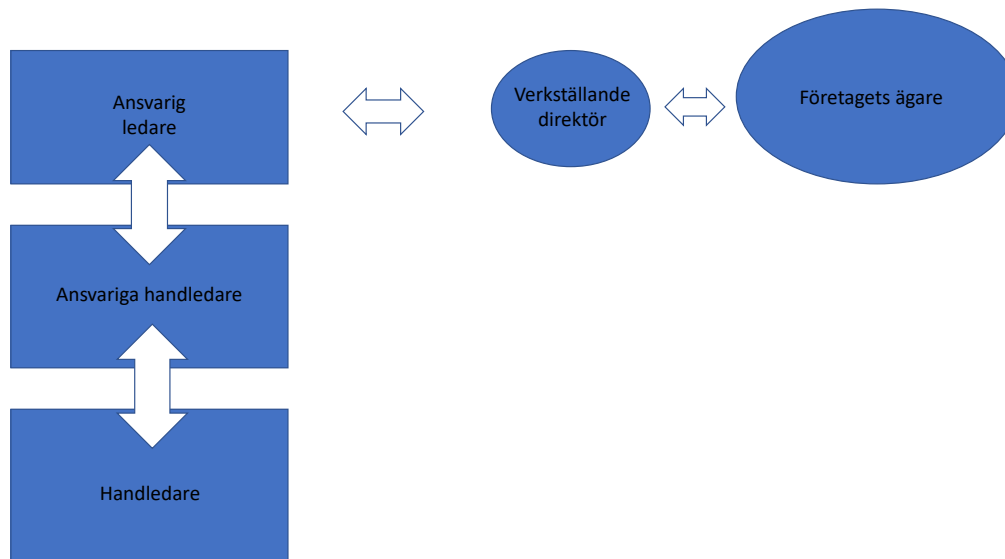 Ansvarig
ledare
Verkställande
direktör
Företagets ägare
Ansvariga handledare
Handledare